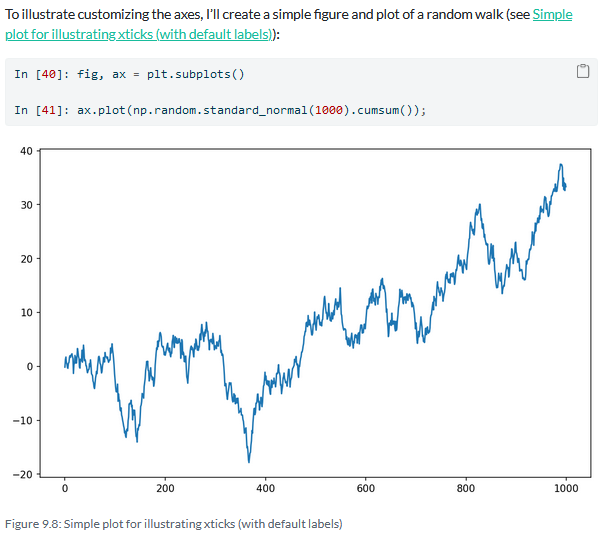 To illustrate customizing the axes, I’ll create a simple figure and plot of a random walk (see Simple
plot for illustrating xticks (with default labels)):
In [40]: fig, ax = plt.subplots()
In [41]: ax.plot(np.random.standard_normal(1000).cumsum());
40
30
20
10
0
−10
−20
0 200 400 600 800 1000
Figure 9.8: Simple plot for illustrating xticks (with default labels)